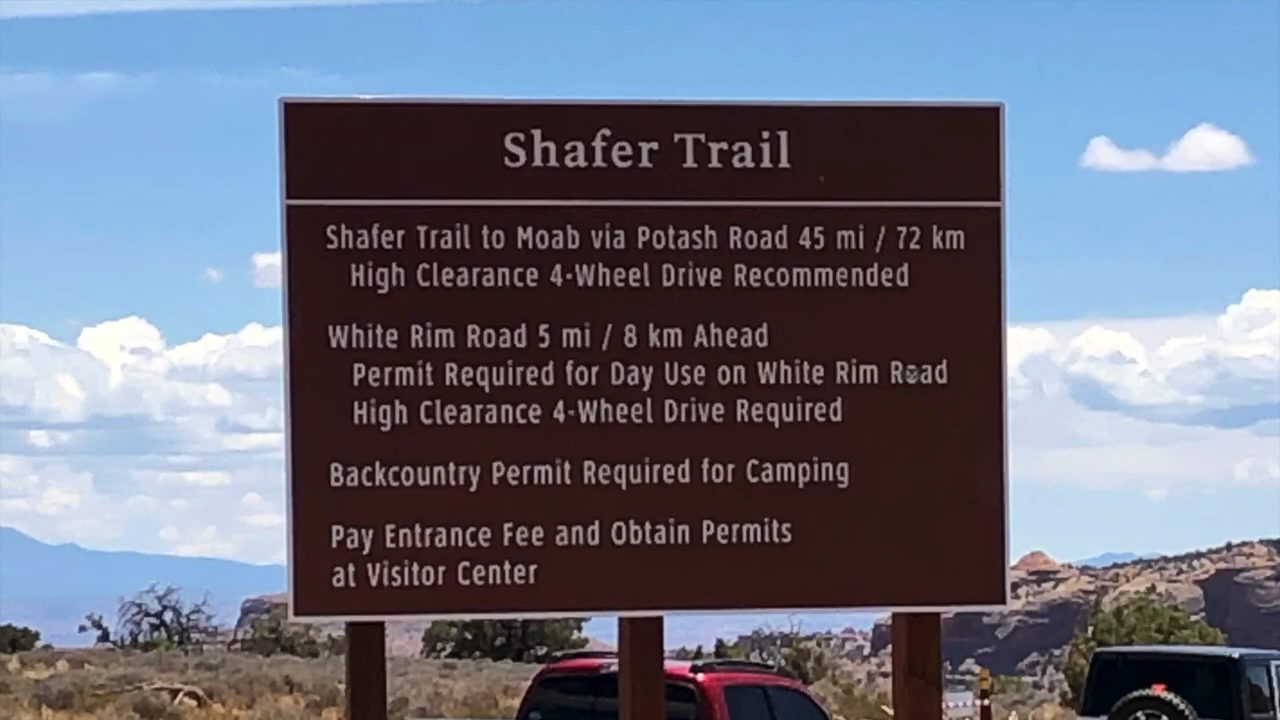 Shafer Trail
Shafer Trail to Moab via Potash Road 45 mi / 72 km
High Clearance 4-Wheel Drive Recommended
White Rim Road 5 mi / 8 km Ahead
Permit Required for Day Use on White Rim Road
High Clearance 4-Wheel Drive Required
Backcountry Permit Required for Camping
Pay Entrance Fee and Obtain Permits
at Visitor Center